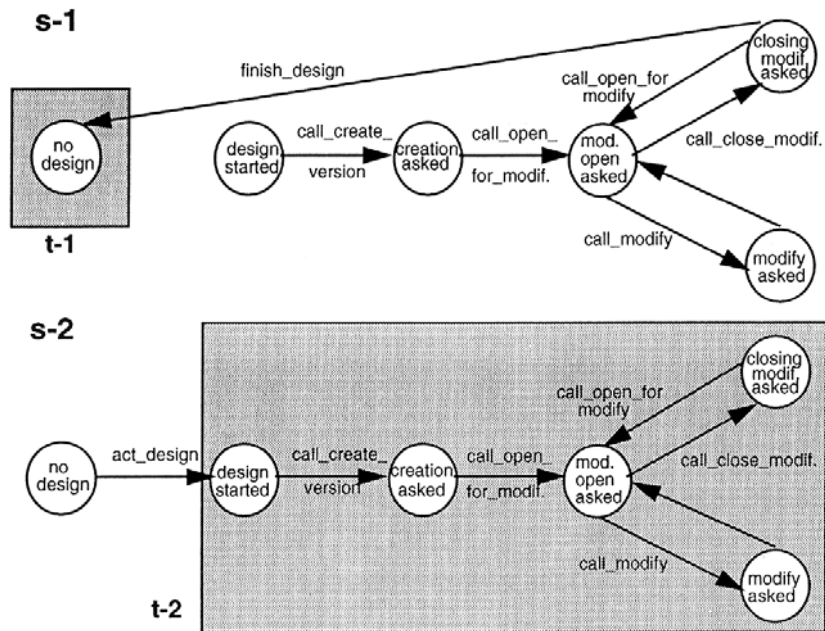 s-1
closing
modif.
asked
finish_design
call_open_for
modify
no
design
design
started
call_create_
version
creation
asked
call_open_
for_modif.
mod.
open
asked
call_close_modif.
t-1
call_modify
modify
asked
s-2
closing
modif.
asked
call_open_for
modify
no
design
act_design
design
started
call_create_
version
creation
asked
call_open_
for_modif.
mod.
open
asked
call_close_modif.
call_modify
modify
asked
t-2